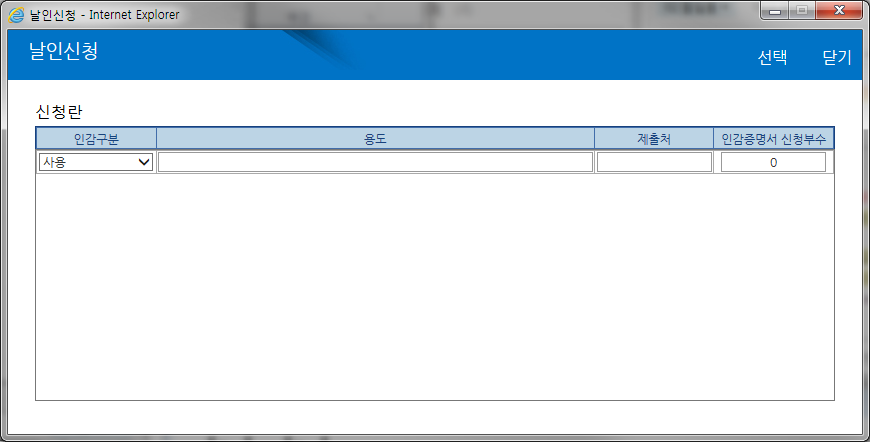 날인신청 - Internet Explorer
날인신청
선택 닫기
신청란
인감구분 용도 제출처 인감증명서 신청부수
사용 0